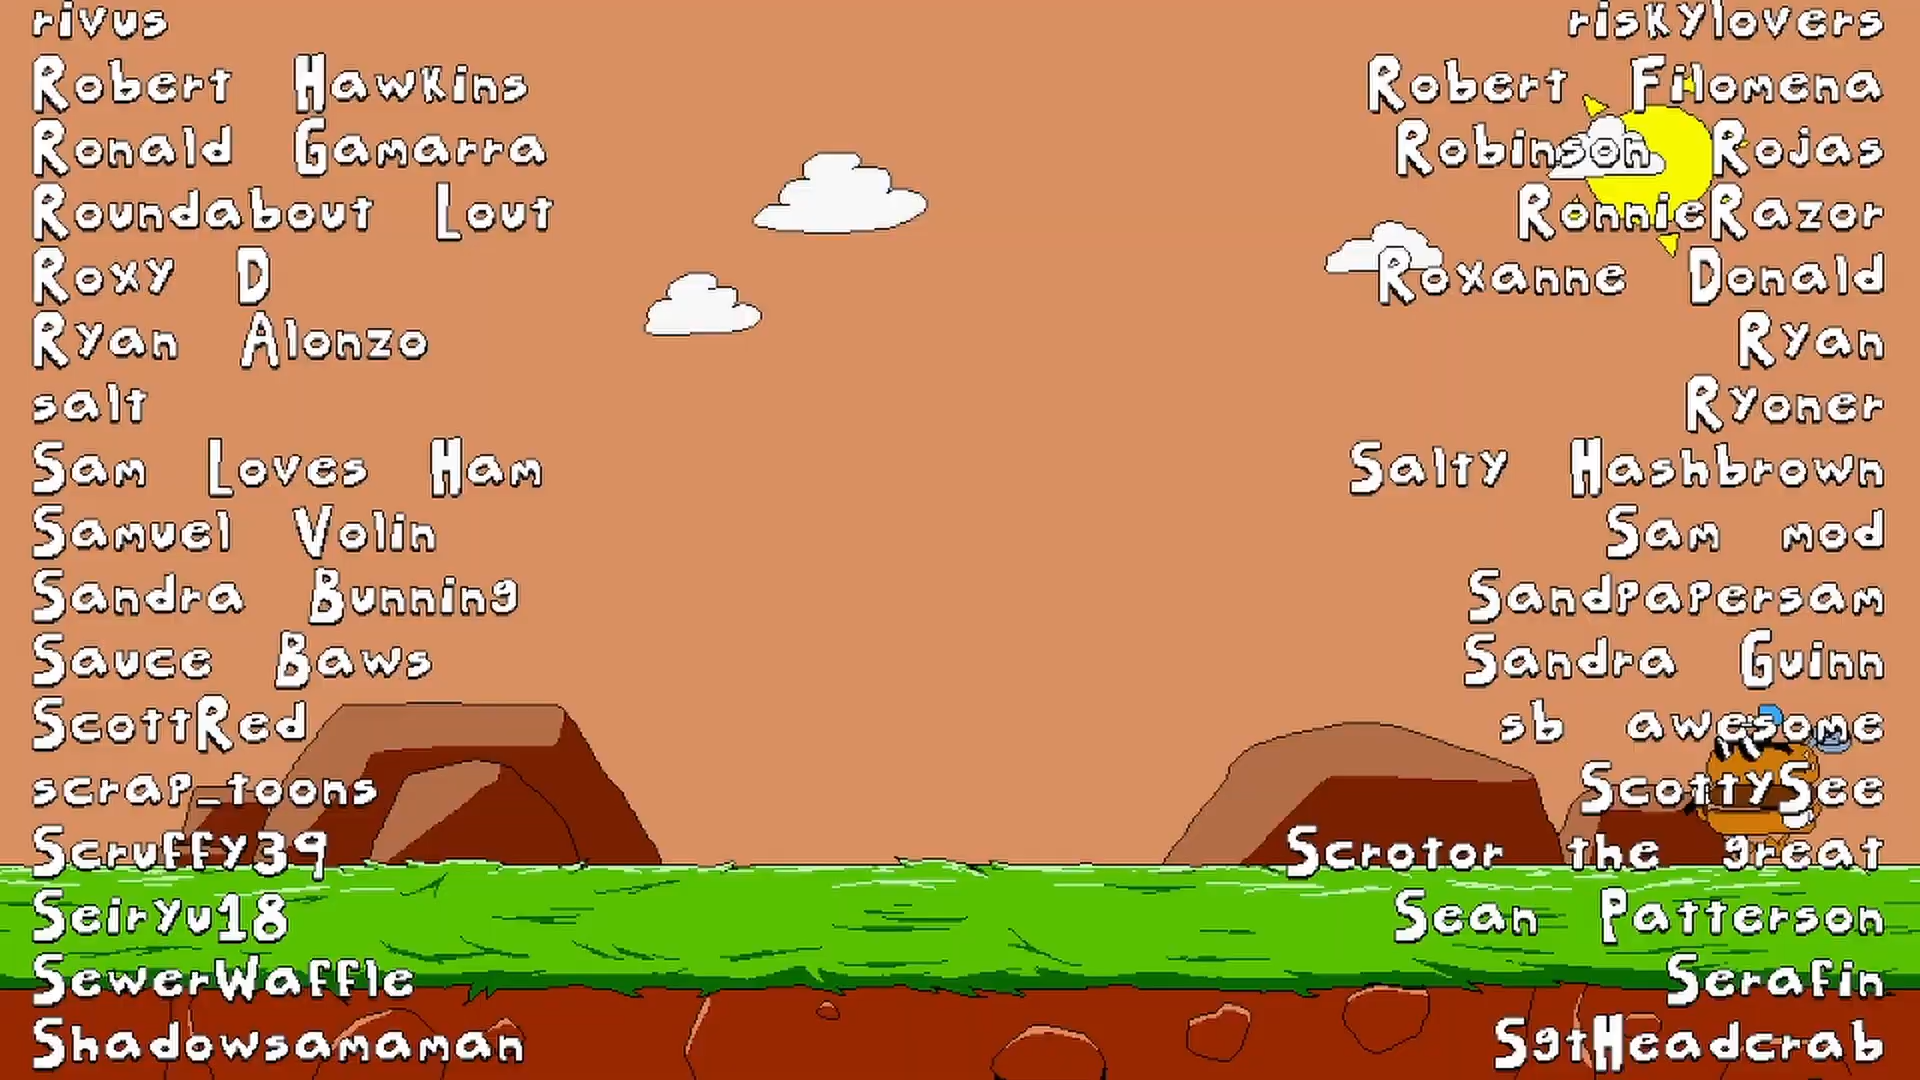 rivus riskylovers
Robert Hawkins Robert Filomena
Ronald Gamarra Robinson Rojas
Roundabout Lout RonnieRazor
Roxy D Roxanne Donald
Ryan Alonzo Ryan
salt Ryoner
Sam Loves Ham Salty Hashbrown
Samuel Volin Sam mod
Sandra Bunning Sandpapersam
Sauce Baws Sandra Guinn
ScottRed sb awesome
scrap_toons ScottySee
Scruffy39 Scrotor the great
Seiryu18 Sean Patterson
SewerWaffle Serafin
Shadowsamaman SgtHeadcrab